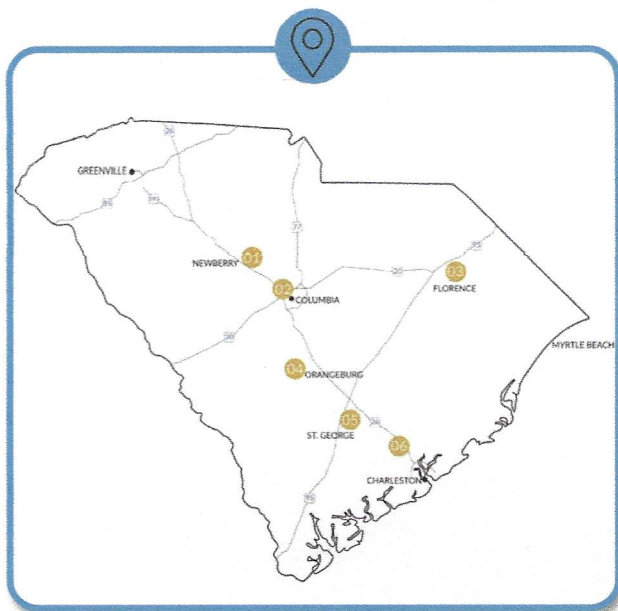 26
GREENVILLE
85
385
77
NEWBERRY
01
95
02
20
03
COLUMBIA
FLORENCE
20
MYRTLE BEACH
04
ORANGEBURG
05
26
ST. GEORGE
06
CHARLESTON
95